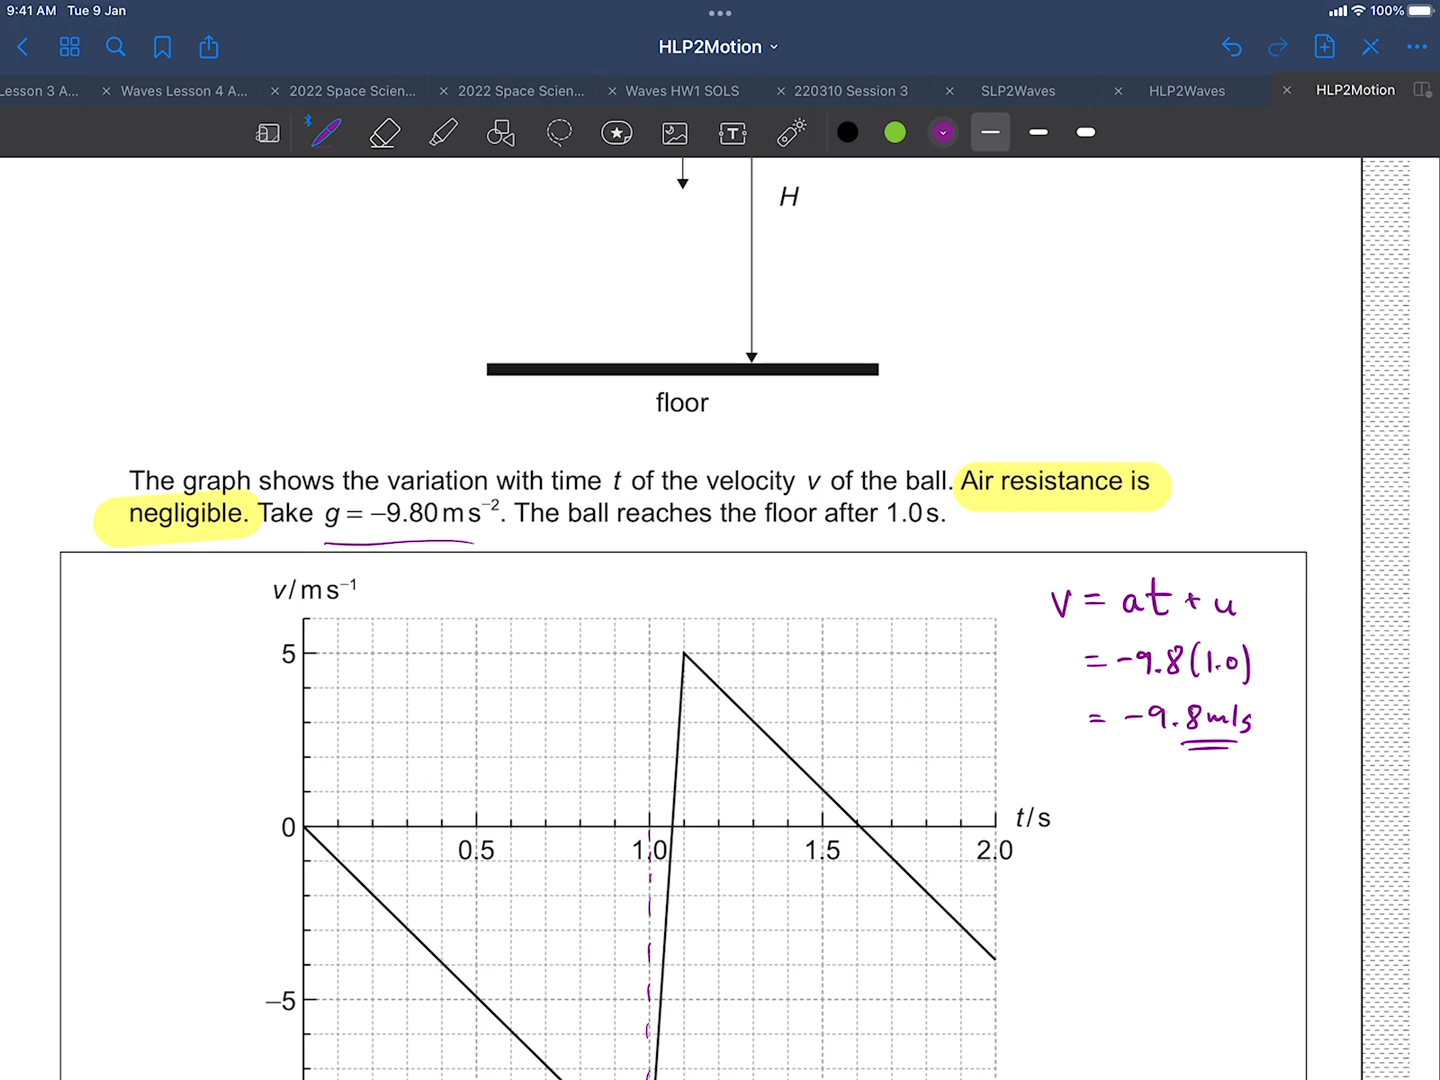 9:41 AM Tue 9 Jan
100%
HLP2Motion
Lesson 3 A...
Waves Lesson 4 A...
2022 Space Scien...
2022 Space Scien...
Waves HW1 SOLS
220310 Session 3
SLP2Waves
HLP2Waves
HLP2Motion
H
floor
The graph shows the variation with time t of the velocity v of the ball. Air resistance is
negligible. Take g = −9.80 m s⁻². The ball reaches the floor after 1.0 s.
v/m s⁻¹
v = at + u
= -9.8(1.0)
= -9.8m/s
5
0
−5
0.5
1.0
1.5
2.0
t/s